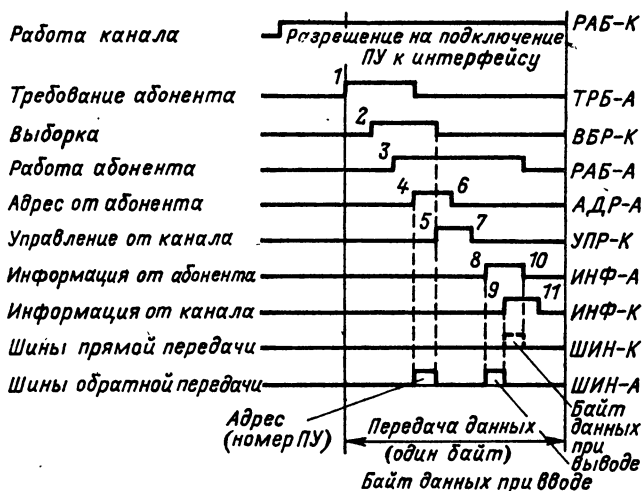 Работа канала
РАБ-К
Разрешение на подключение
ПУ к интерфейсу
1
Требование абонента
ТРБ-А
2
Выборка
ВБР-К
3
Работа абонента
РАБ-А
4
6
Адрес от абонента
АДР-А
5
7
Управление от канала
УПР-К
8
10
Информация от абонента
ИНФ-А
9
11
Информация от канала
ИНФ-К
Шины прямой передачи
ШИН-К
Шины обратной передачи
ШИН-А
Адрес
(номер ПУ)
Передача данных
(один байт)
Байт
данных
при
выводе
Байт данных при вводе